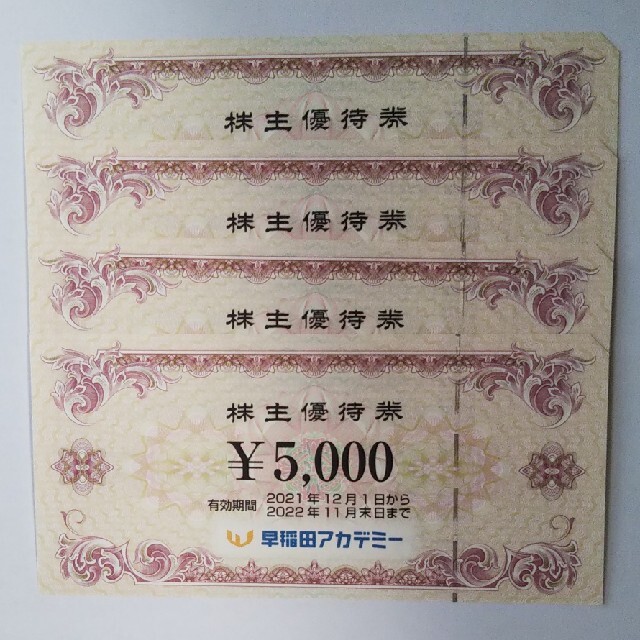 株主優待券
株主優待券
株主優待券
株主優待券
￥5,000
有効期間 2021年12月1日から
2022年11月末日まで
早稲田アカデミー